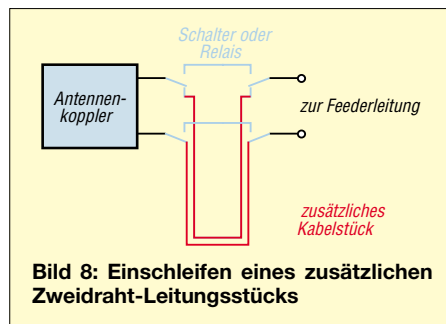 Schalter oder
Relais
Antennen-
koppler
zur Feederleitung
zusätzliches
Kabelstück
Bild 8: Einschleifen eines zusätzlichen
Zweidraht-Leitungsstücks